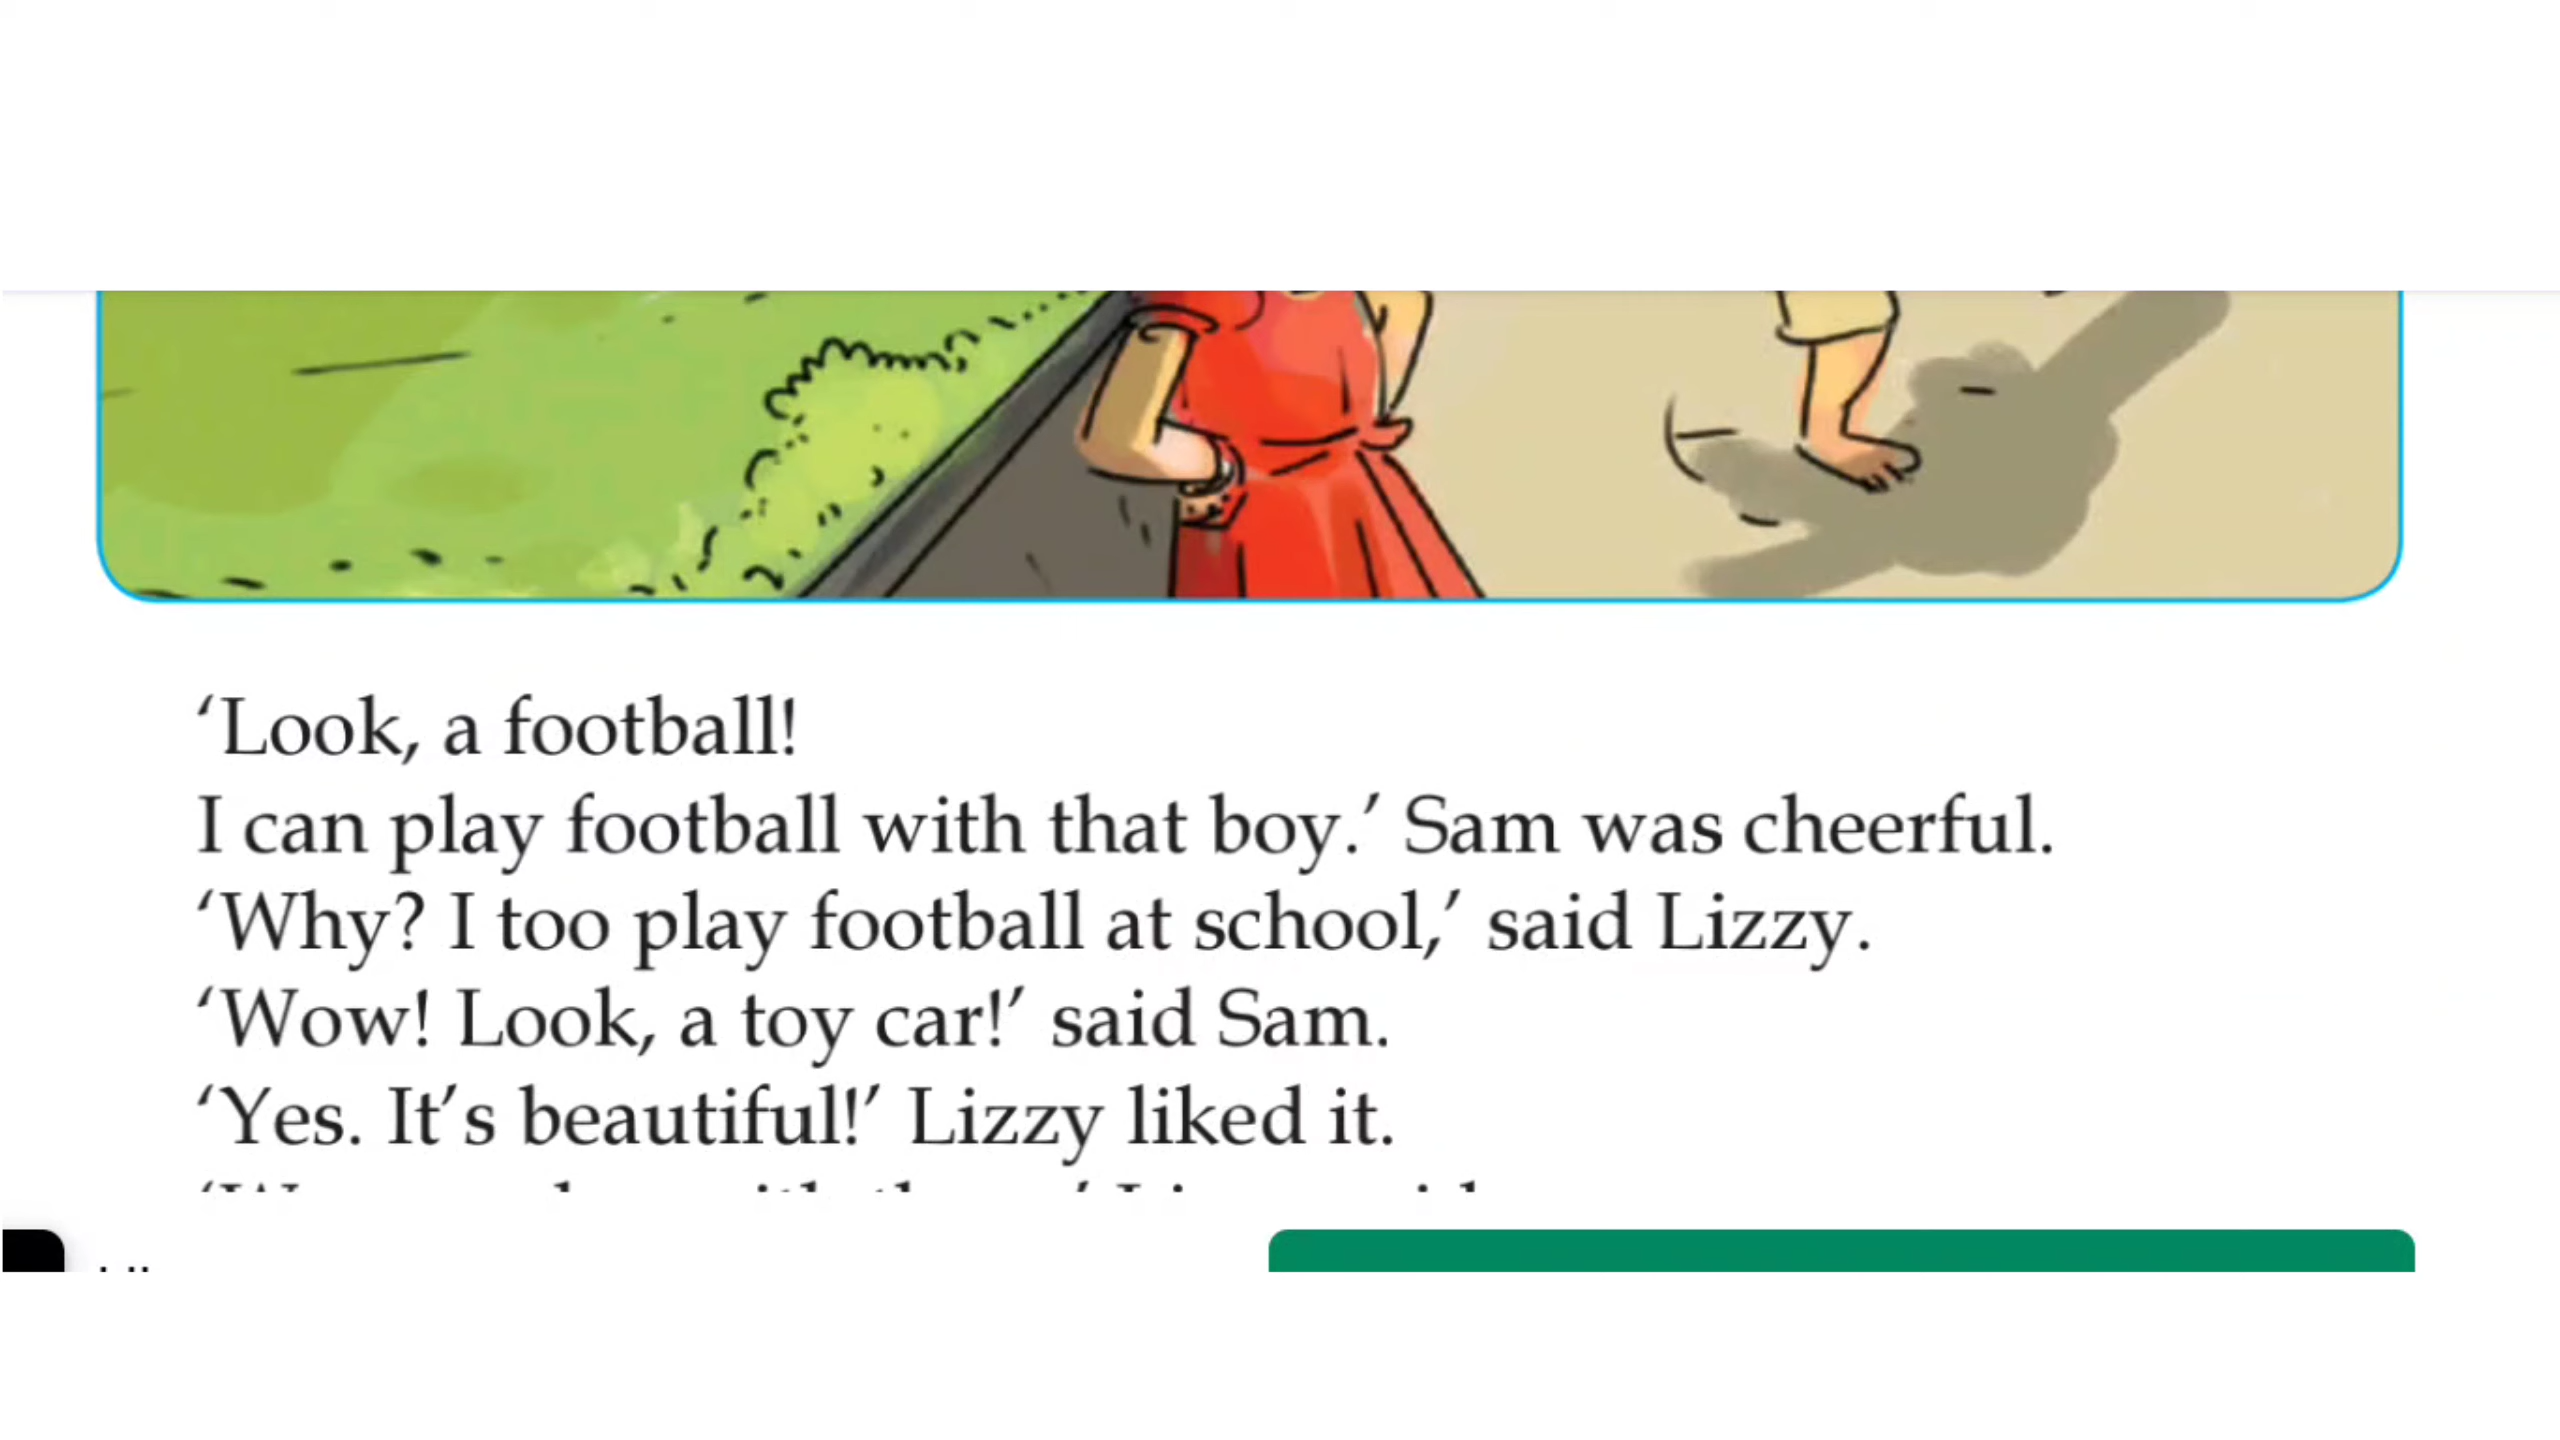 ‘Look, a football!
I can play football with that boy.’ Sam was cheerful.
‘Why? I too play football at school,’ said Lizzy.
‘Wow! Look, a toy car!’ said Sam.
‘Yes. It’s beautiful!’ Lizzy liked it.